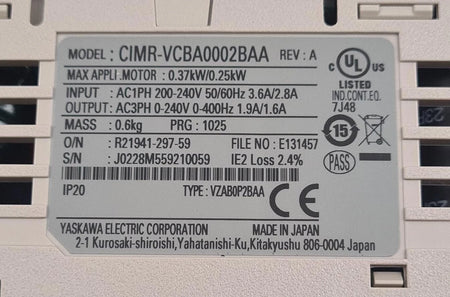 MODEL : CIMR-VCBA0002BAA REV : A
MAX APPLI.MOTOR : 0.37kW/0.25kW
INPUT : AC1PH 200-240V 50/60Hz 3.6A/2.8A
OUTPUT : AC3PH 0-240V 0-400Hz 1.9A/1.6A
MASS : 0.6kg PRG : 1025
O/N : R21941-297-59 FILE NO : E131457
S/N : J0228M559210059 IE2 Loss 2.4%
IP20 TYPE : VZAB0P2BAA CE
YASKAWA ELECTRIC CORPORATION MADE IN JAPAN
2-1 Kurosaki-shiroishi,Yahatanishi-Ku,Kitakyushu 806-0004 Japan
C UL US
LISTED
IND.CONT.EQ.
7J48
15
PASS